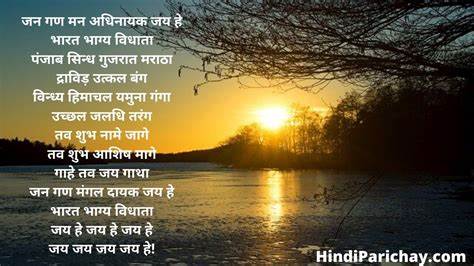 जन गण मन अधिनायक जय हे
भारत भाग्य विधाता
पंजाब सिन्ध गुजरात मराठा
द्राविड़ उत्कल बंग
विन्ध्य हिमाचल यमुना गंगा
उच्छल जलधि तरंग
तव शुभ नामे जागे
तव शुभ आशिष मागे
गाहे तव जय गाथा
जन गण मंगल दायक जय हे
भारत भाग्य विधाता
जय हे जय हे जय हे
जय जय जय जय हे!
HindiParichay.com